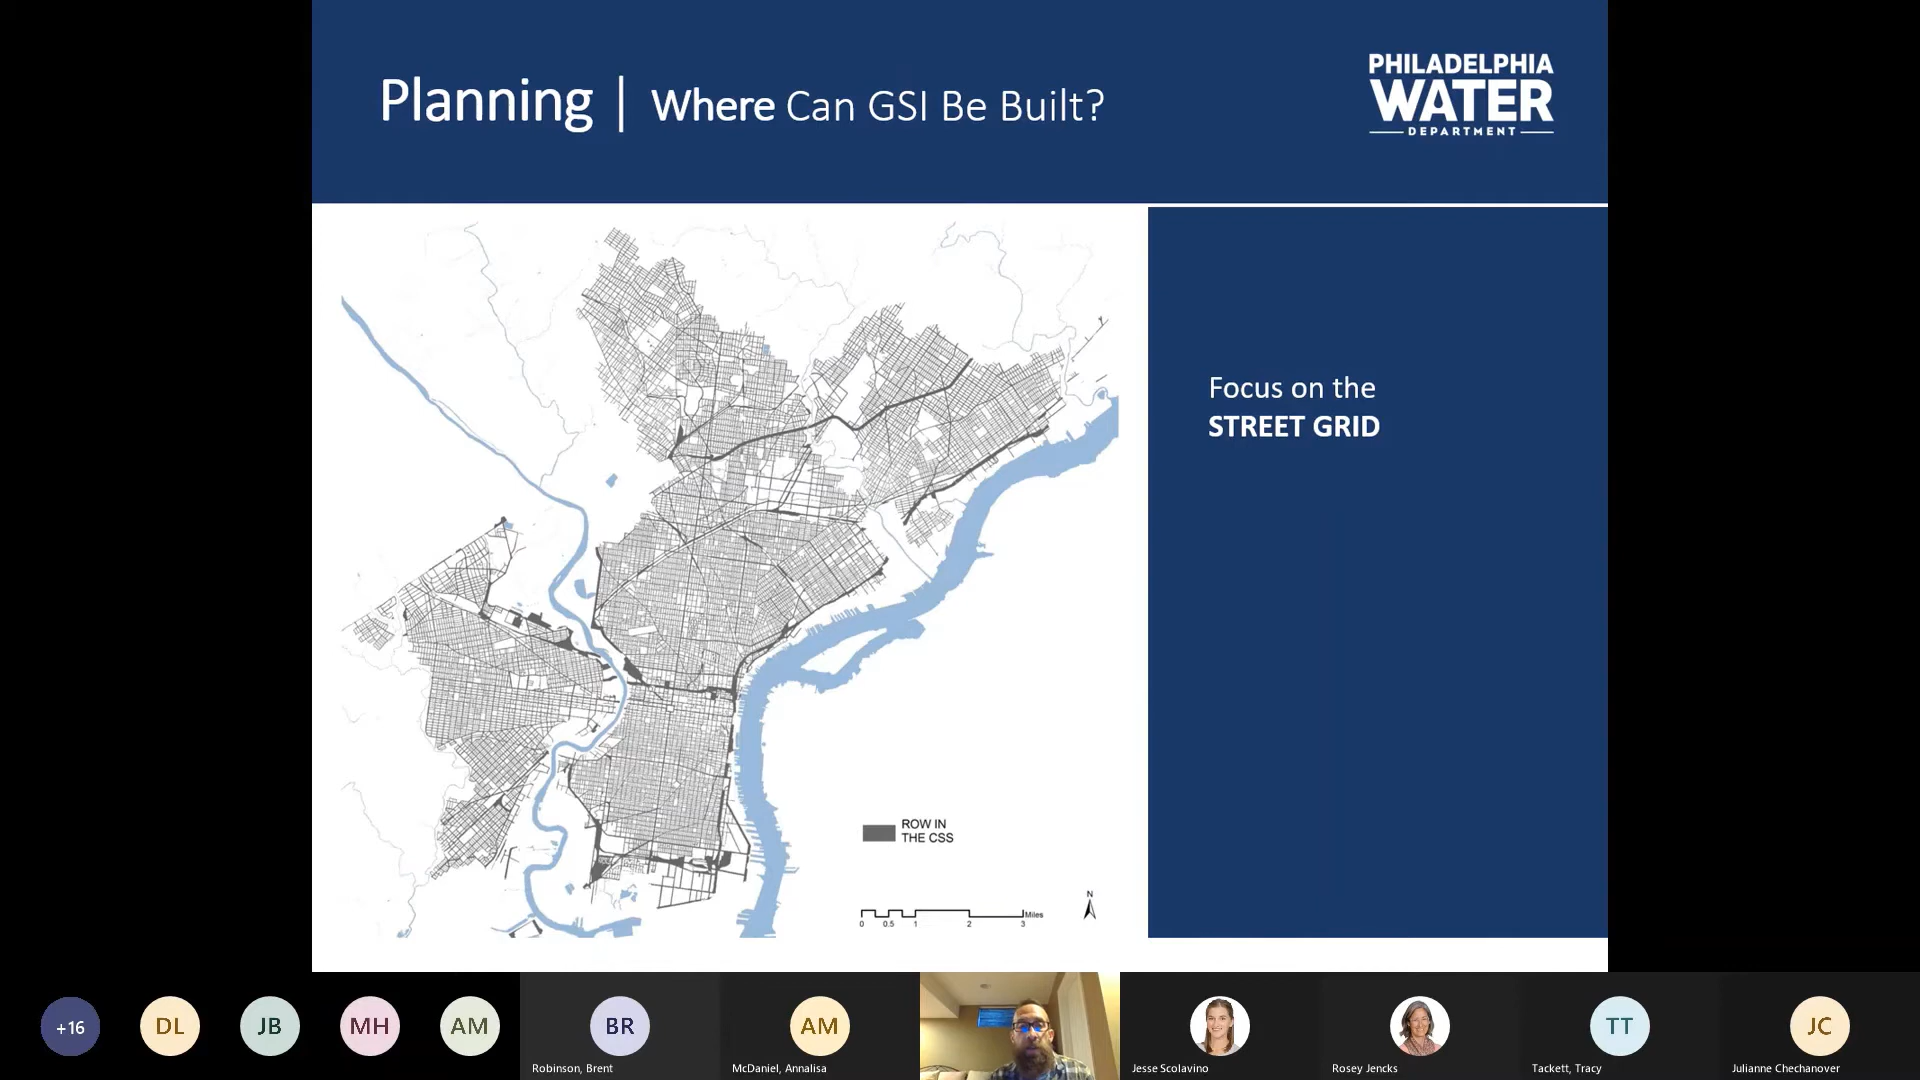 Planning | Where Can GSI Be Built?
PHILADELPHIA
WATER
DEPARTMENT
Focus on the
STREET GRID
ROW IN
THE CSS
N
Miles
0 0.5 1 2 3
+16
DL
JB
MH
AM
BR
Robinson, Brent
AM
McDaniel, Annalisa
Jesse Scolavino
Rosey Jencks
TT
Tackett, Tracy
JC
Julianne Chechanover